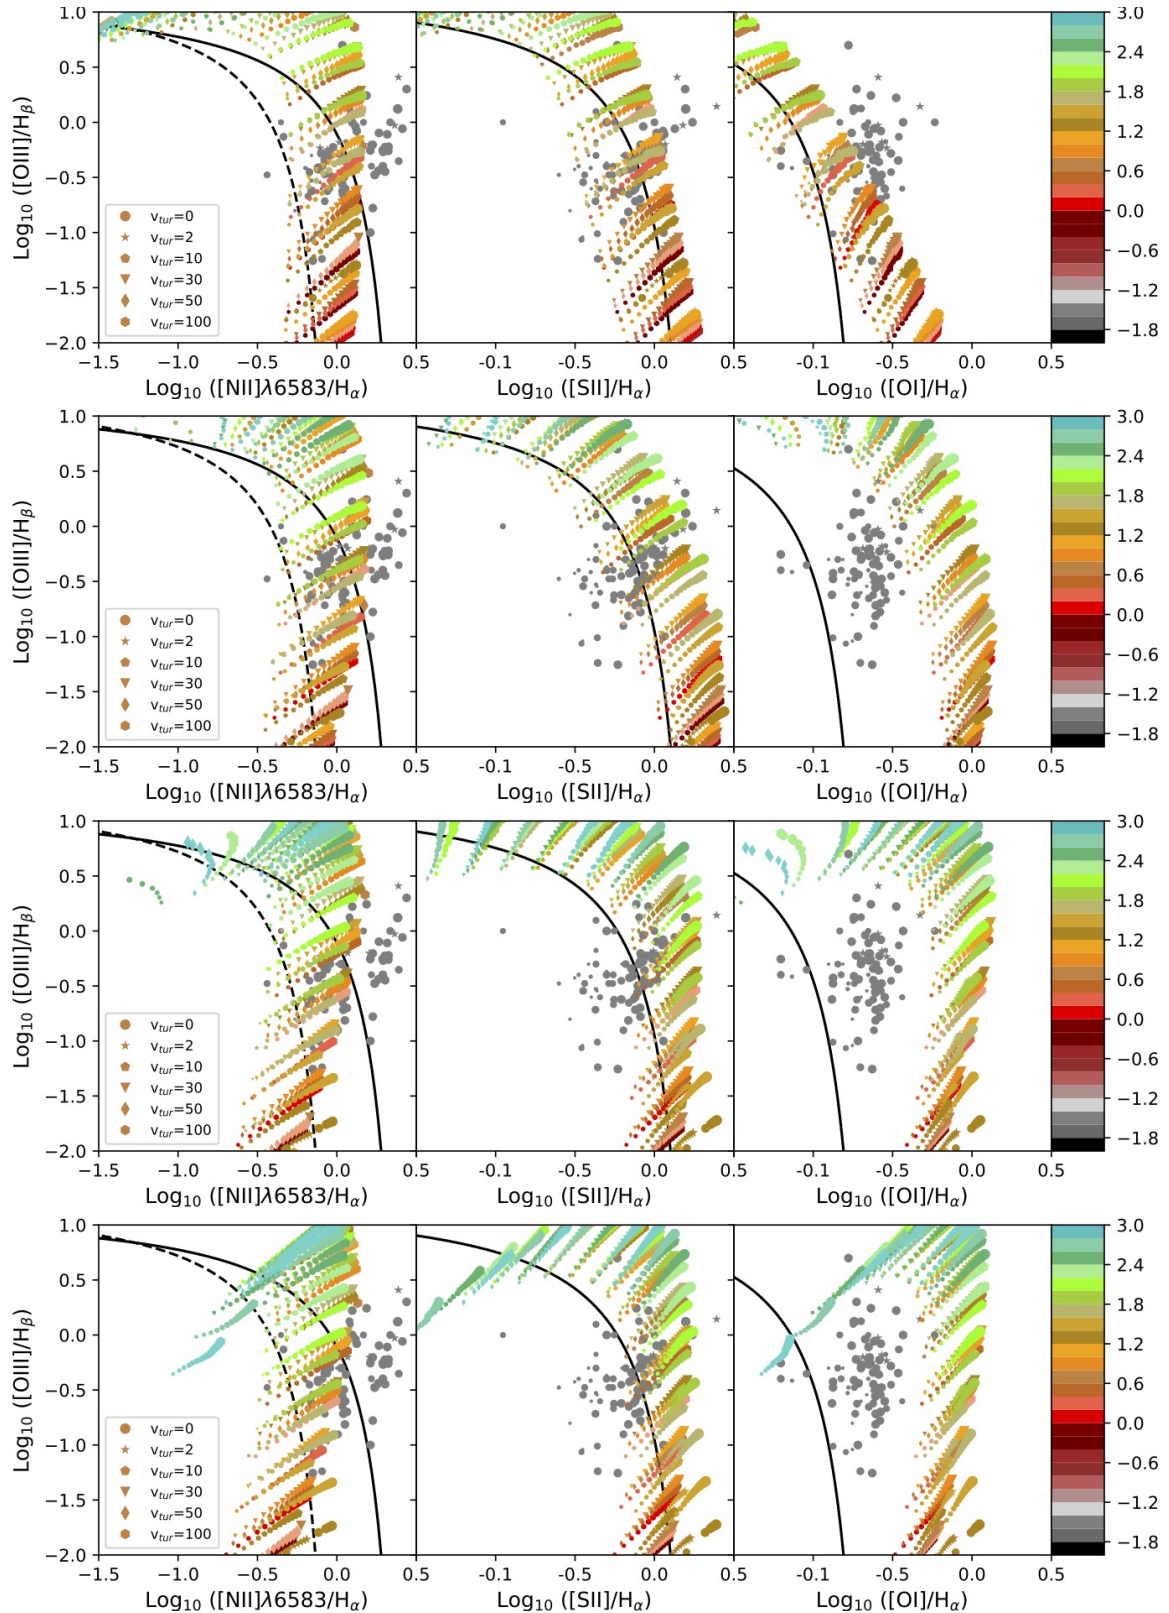 1.0
0.5
0.0
−0.5
−1.0
−1.5
−2.0
Log10 ([OIII]/Hβ)
vtur=0
vtur=2
vtur=10
vtur=30
vtur=50
vtur=100
−1.5 −1.0 −0.5 0.0 0.5 -1.0 -0.5 0.0 0.5 -0.1 -0.5 0.0 0.5
Log10 ([NII]λ6583/Hα) Log10 ([SII]/Hα) Log10 ([OI]/Hα)
3.0
2.4
1.8
1.2
0.6
0.0
−0.6
−1.2
−1.8
1.0
0.5
0.0
−0.5
−1.0
−1.5
−2.0
Log10 ([OIII]/Hβ)
vtur=0
vtur=2
vtur=10
vtur=30
vtur=50
vtur=100
−1.5 −1.0 −0.5 0.0 0.5 -0.1 -0.5 0.0 0.5 -0.1 -0.5 0.0 0.5
Log10 ([NII]λ6583/Hα) Log10 ([SII]/Hα) Log10 ([OI]/Hα)
3.0
2.4
1.8
1.2
0.6
0.0
−0.6
−1.2
−1.8
1.0
0.5
0.0
−0.5
−1.0
−1.5
−2.0
Log10 ([OIII]/Hβ)
vtur=0
vtur=2
vtur=10
vtur=30
vtur=50
vtur=100
−1.5 −1.0 −0.5 0.0 0.5 -0.1 -0.5 0.0 0.5 -0.1 -0.5 0.0 0.5
Log10 ([NII]λ6583/Hα) Log10 ([SII]/Hα) Log10 ([OI]/Hα)
3.0
2.4
1.8
1.2
0.6
0.0
−0.6
−1.2
−1.8
1.0
0.5
0.0
−0.5
−1.0
−1.5
−2.0
Log10 ([OIII]/Hβ)
vtur=0
vtur=2
vtur=10
vtur=30
vtur=50
vtur=100
−1.5 −1.0 −0.5 0.0 0.5 -0.1 -0.5 0.0 0.5 -0.1 -0.5 0.0 0.5
Log10 ([NII]λ6583/Hα) Log10 ([SII]/Hα) Log10 ([OI]/Hα)
3.0
2.4
1.8
1.2
0.6
0.0
−0.6
−1.2
−1.8